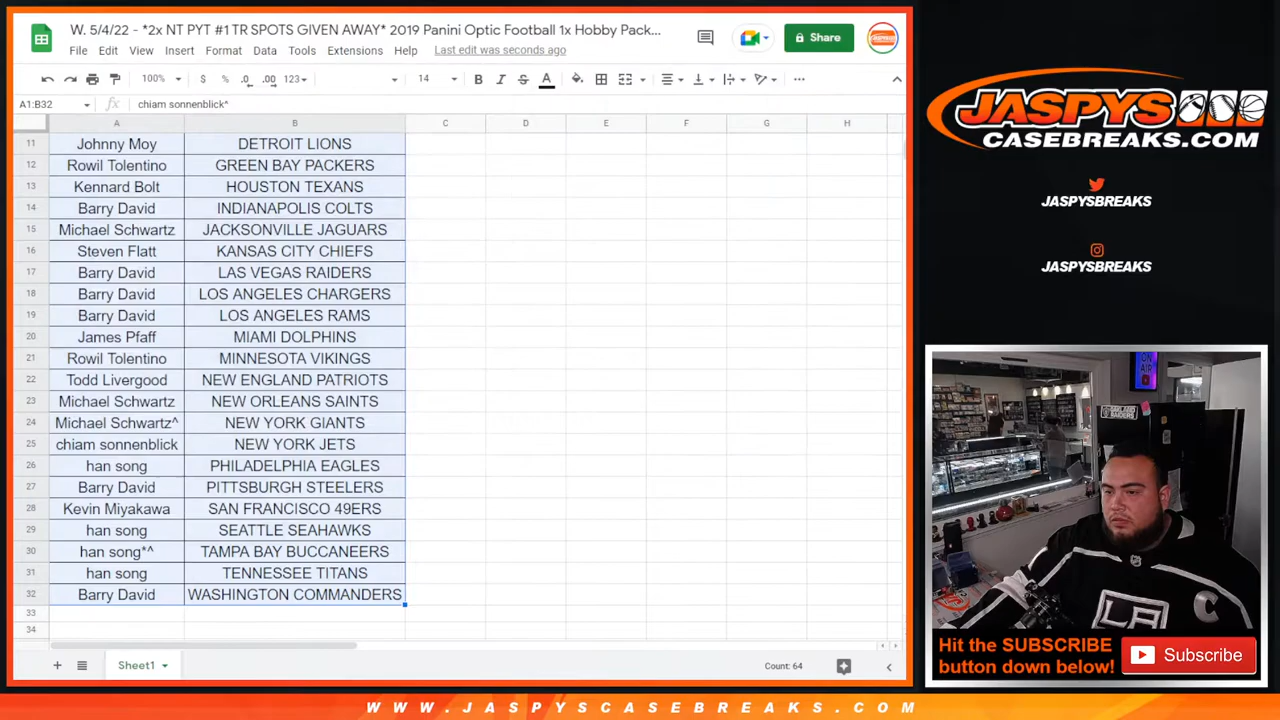 W. 5/4/22 - *2x NT PYT #1 TR SPOTS GIVEN AWAY* 2019 Panini Optic Football 1x Hobby Pack...
File Edit View Insert Format Data Tools Extensions Help Last edit was seconds ago
Share
100% $ % .0 .00 123 14 B I S A
A1:B32 fx chiam sonnenblick^
A B C D E F G H
11 Johnny Moy DETROIT LIONS
12 Rowil Tolentino GREEN BAY PACKERS
13 Kennard Bolt HOUSTON TEXANS
14 Barry David INDIANAPOLIS COLTS
15 Michael Schwartz JACKSONVILLE JAGUARS
16 Steven Flatt KANSAS CITY CHIEFS
17 Barry David LAS VEGAS RAIDERS
18 Barry David LOS ANGELES CHARGERS
19 Barry David LOS ANGELES RAMS
20 James Pfaff MIAMI DOLPHINS
21 Rowil Tolentino MINNESOTA VIKINGS
22 Todd Livergood NEW ENGLAND PATRIOTS
23 Michael Schwartz NEW ORLEANS SAINTS
24 Michael Schwartz^ NEW YORK GIANTS
25 chiam sonnenblick NEW YORK JETS
26 han song PHILADELPHIA EAGLES
27 Barry David PITTSBURGH STEELERS
28 Kevin Miyakawa SAN FRANCISCO 49ERS
29 han song SEATTLE SEAHAWKS
30 han song*^ TAMPA BAY BUCCANEERS
31 han song TENNESSEE TITANS
32 Barry David WASHINGTON COMMANDERS
33
34
Sheet1
Count: 64
JASPYS
CASEBREAKS.COM
JASPYSBREAKS
JASPYSBREAKS
ON AIR
OAKLAND RAIDERS
LA
C
Hit the SUBSCRIBE
button down below!
Subscribe
WWW.JASPYSCASEBREAKS.COM